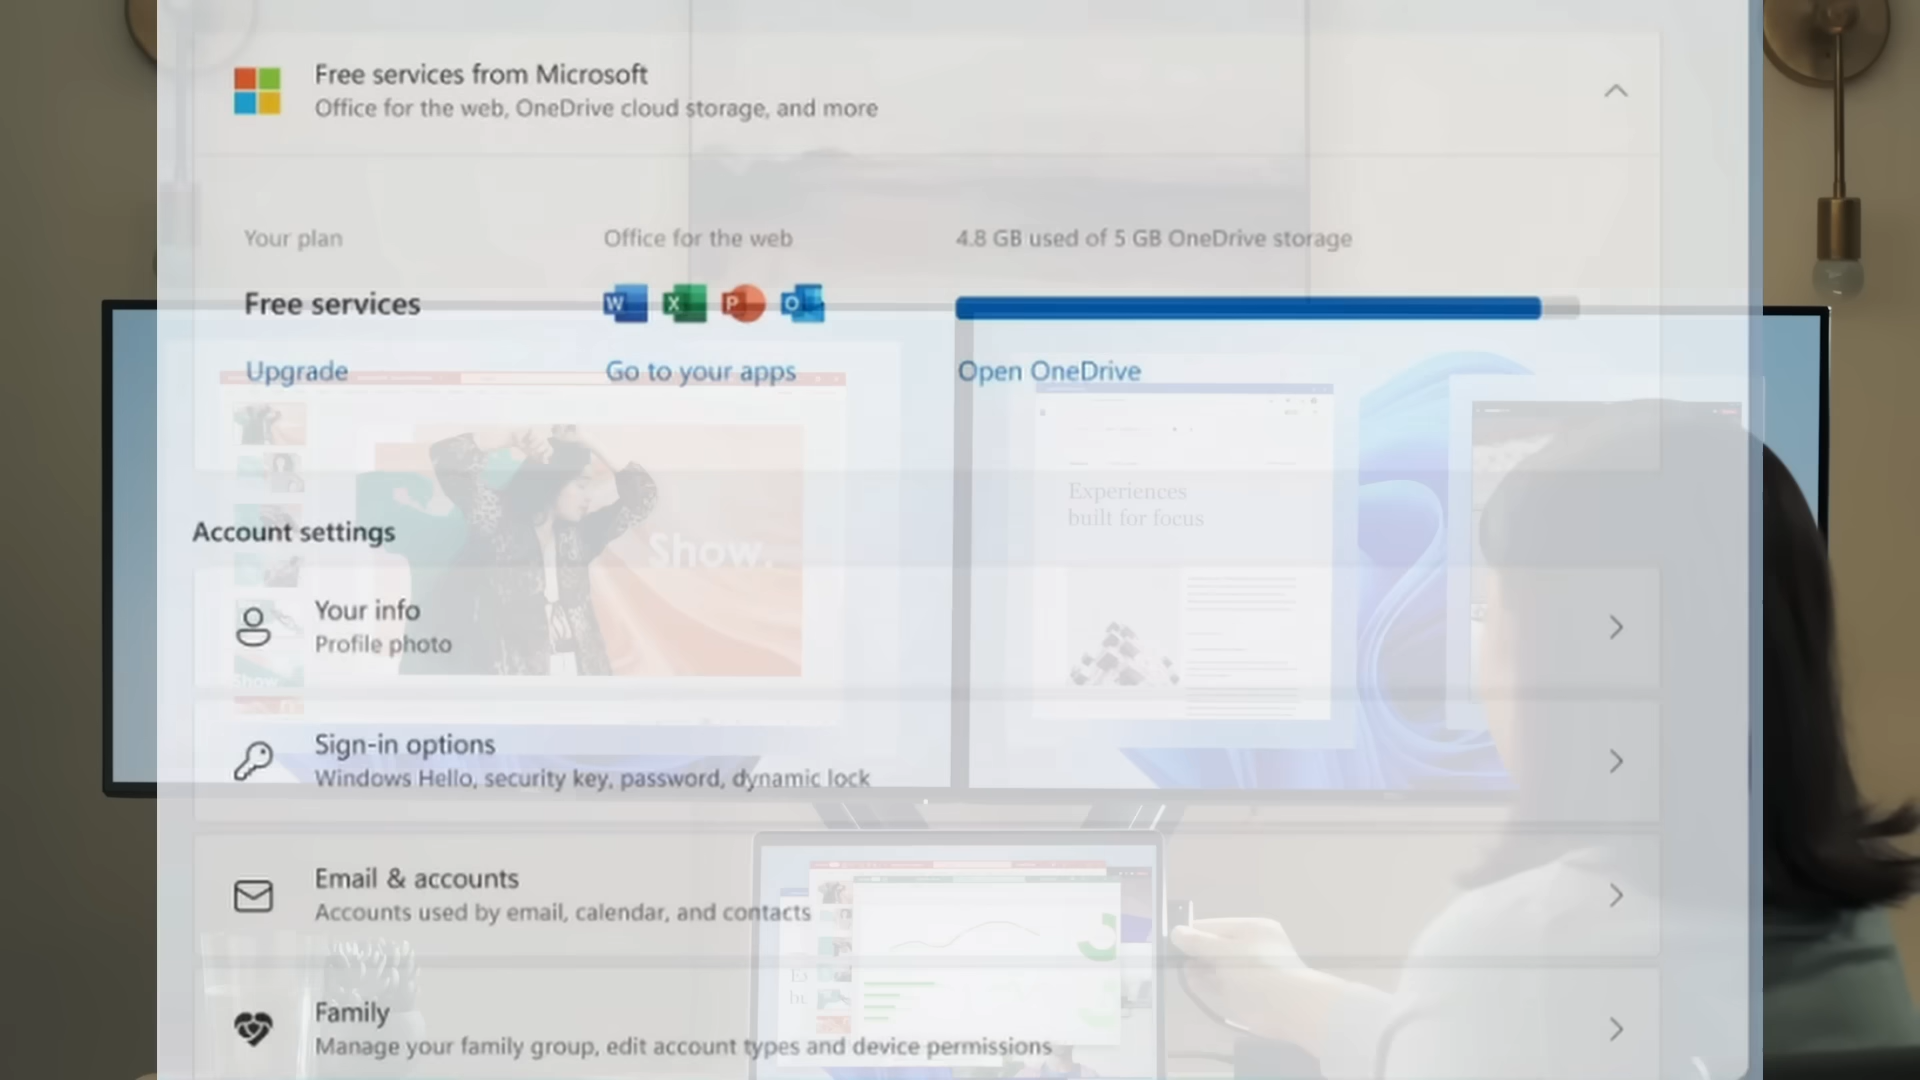 Free services from Microsoft
Office for the web, OneDrive cloud storage, and more
Your plan
Office for the web
4.8 GB used of 5 GB OneDrive storage
Free services
W X P O
Upgrade
Go to your apps
Open OneDrive
Experiences
built for focus
Account settings
Show.
Your info
Profile photo
Show
Sign-in options
Windows Hello, security key, password, dynamic lock
Email & accounts
Accounts used by email, calendar, and contacts
Family
Manage your family group, edit account types and device permissions